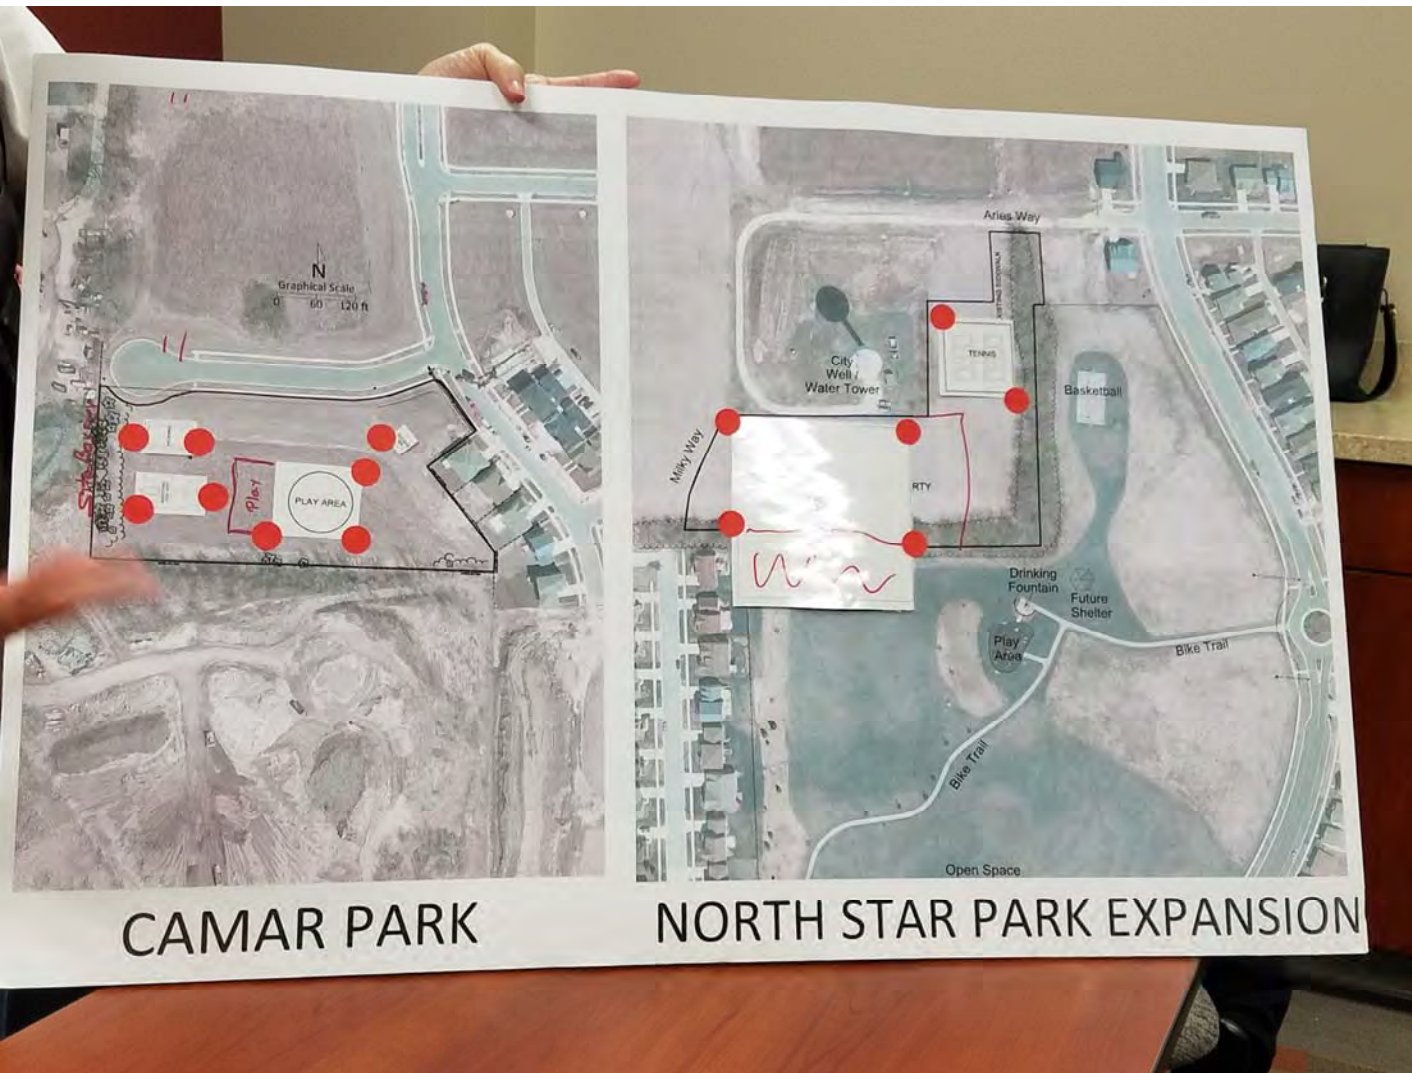 N
Graphical Scale
0 60 120 ft
Play
PLAY AREA
CAMAR PARK
Aries Way
TENNIS
City
Well /
Water Tower
Basketball
Milky Way
RTY
Drinking
Fountain
Future
Shelter
Play
Area
Bike Trail
Bike Trail
Open Space
NORTH STAR PARK EXPANSION